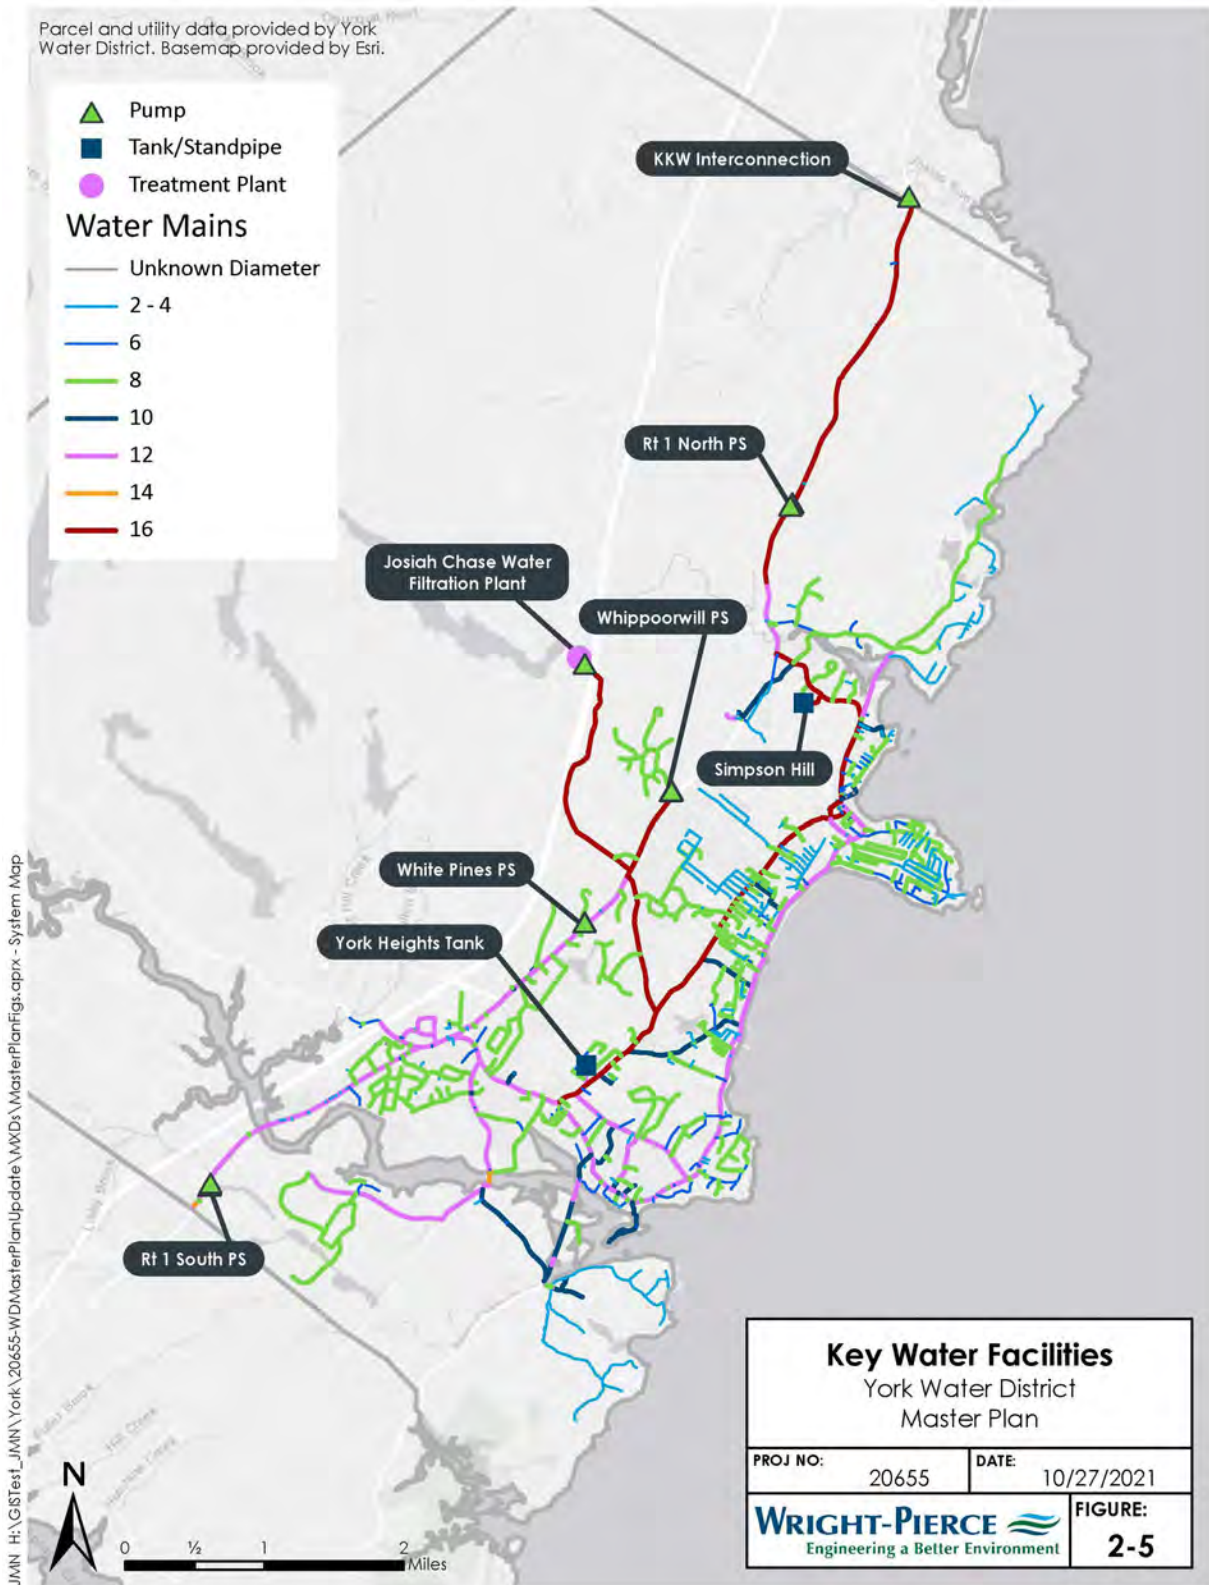 Parcel and utility data provided by York
Water District. Basemap provided by Esri.
Pump
Tank/Standpipe
Treatment Plant
Water Mains
Unknown Diameter
2 - 4
6
8
10
12
14
16
KKW Interconnection
Rt 1 North PS
Josiah Chase Water
Filtration Plant
Whippoorwill PS
Simpson Hill
White Pines PS
York Heights Tank
Rt 1 South PS
Hill Creek
JMN H:\GISTest_JMN\York\20655-WDMasterPlanUpdate\MXDs\MasterPlanFigs.aprx - System Map
N
0 ½ 1 2
Miles
Key Water Facilities
York Water District
Master Plan
PROJ NO: 20655
DATE: 10/27/2021
WRIGHT-PIERCE
Engineering a Better Environment
FIGURE:
2-5